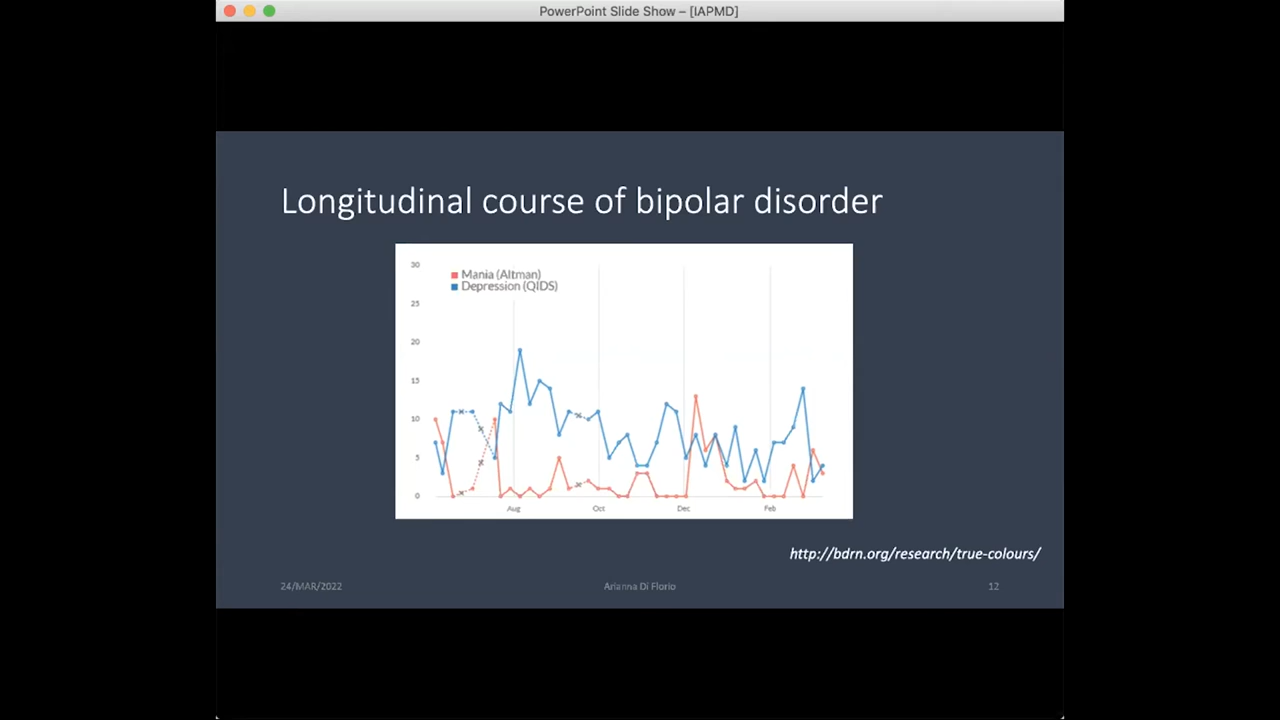 PowerPoint Slide Show – [IAPMD]
Longitudinal course of bipolar disorder
30
Mania (Altman)
Depression (QIDS)
25
20
15
10
5
0
Aug
Oct
Dec
Feb
http://bdrn.org/research/true-colours/
24/MAR/2022
Arianna Di Florio
12